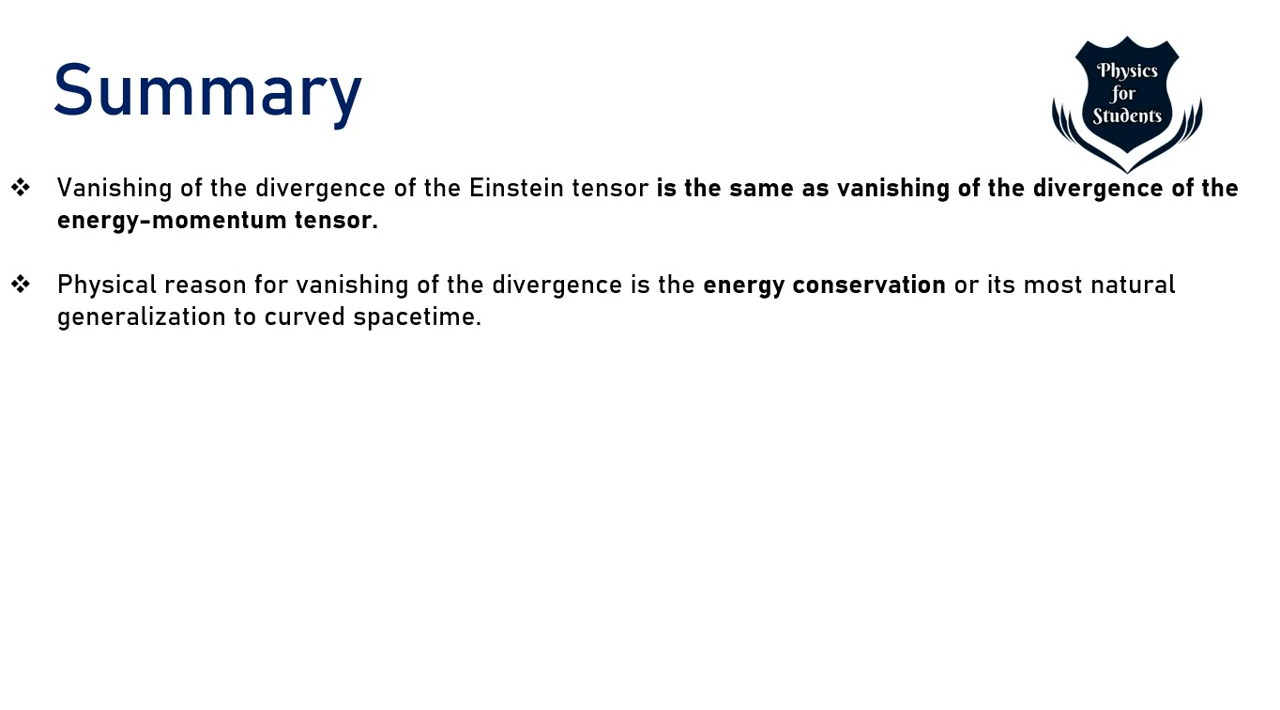 Summary
Physics
for
Students
❖ Vanishing of the divergence of the Einstein tensor is the same as vanishing of the divergence of the
energy-momentum tensor.
❖ Physical reason for vanishing of the divergence is the energy conservation or its most natural
generalization to curved spacetime.